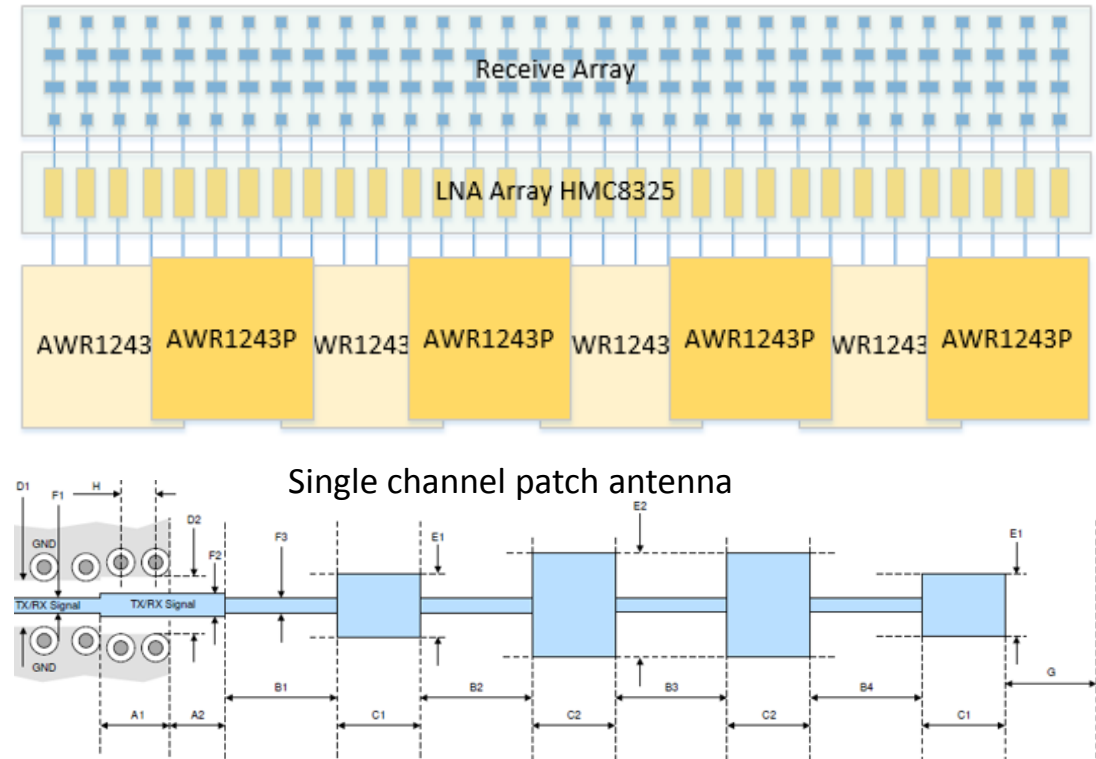 Receive Array
LNA Array HMC8325
AWR1243 AWR1243P WR1243 AWR1243P WR1243 AWR1243P WR1243 AWR1243P
Single channel patch antenna
D1 F1 H D2 F2 F3 E1 E2 E1
GND
TX/RX Signal TX/RX Signal
GND
B1 B2 B3 B4 G
A1 A2 C1 C2 C2 C1